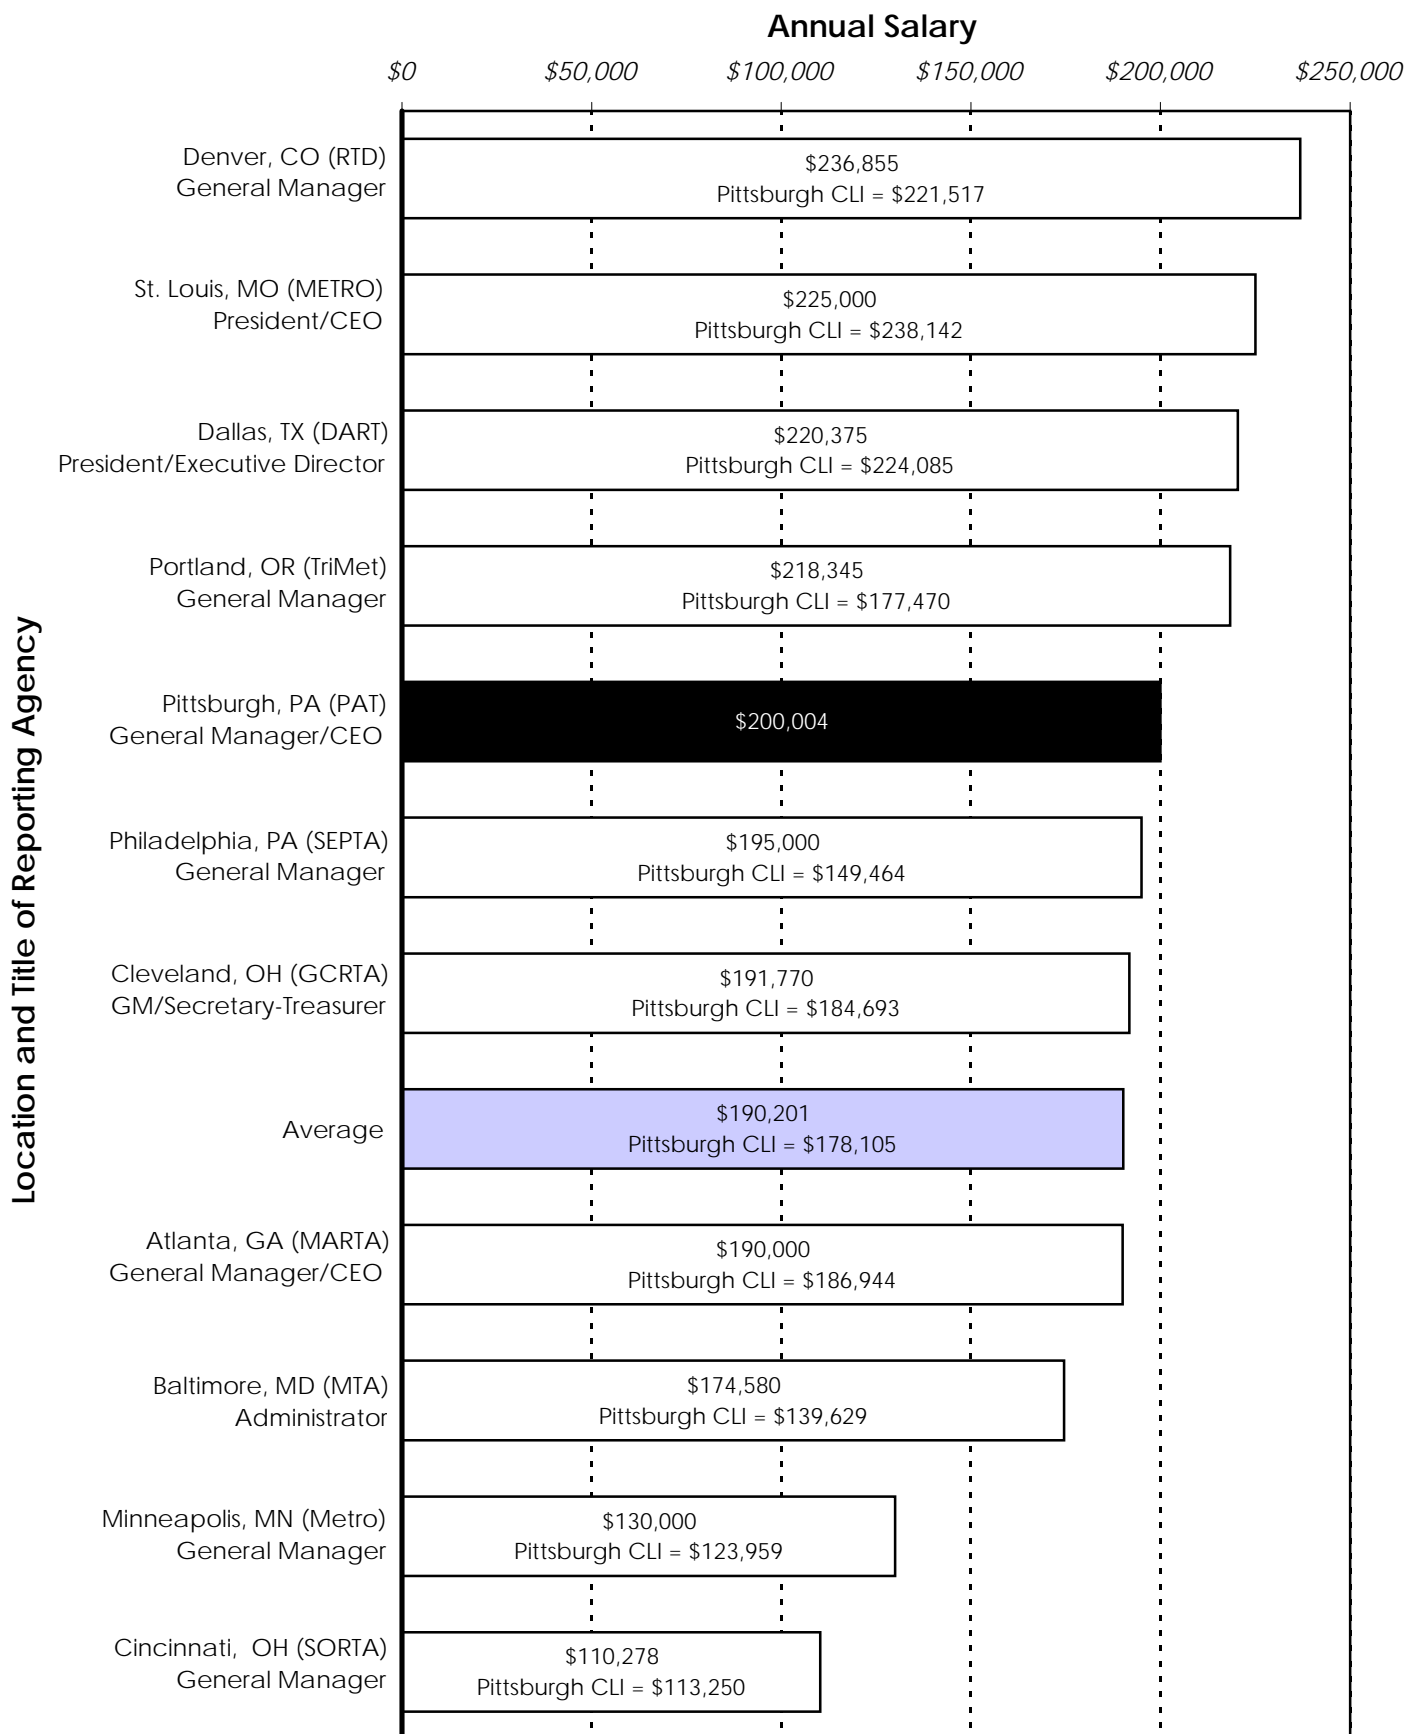 Annual Salary
$0 $50,000 $100,000 $150,000 $200,000 $250,000
Location and Title of Reporting Agency
Denver, CO (RTD)
General Manager
$236,855
Pittsburgh CLI = $221,517
St. Louis, MO (METRO)
President/CEO
$225,000
Pittsburgh CLI = $238,142
Dallas, TX (DART)
President/Executive Director
$220,375
Pittsburgh CLI = $224,085
Portland, OR (TriMet)
General Manager
$218,345
Pittsburgh CLI = $177,470
Pittsburgh, PA (PAT)
General Manager/CEO
$200,004
Philadelphia, PA (SEPTA)
General Manager
$195,000
Pittsburgh CLI = $149,464
Cleveland, OH (GCRTA)
GM/Secretary-Treasurer
$191,770
Pittsburgh CLI = $184,693
Average
$190,201
Pittsburgh CLI = $178,105
Atlanta, GA (MARTA)
General Manager/CEO
$190,000
Pittsburgh CLI = $186,944
Baltimore, MD (MTA)
Administrator
$174,580
Pittsburgh CLI = $139,629
Minneapolis, MN (Metro)
General Manager
$130,000
Pittsburgh CLI = $123,959
Cincinnati, OH (SORTA)
General Manager
$110,278
Pittsburgh CLI = $113,250